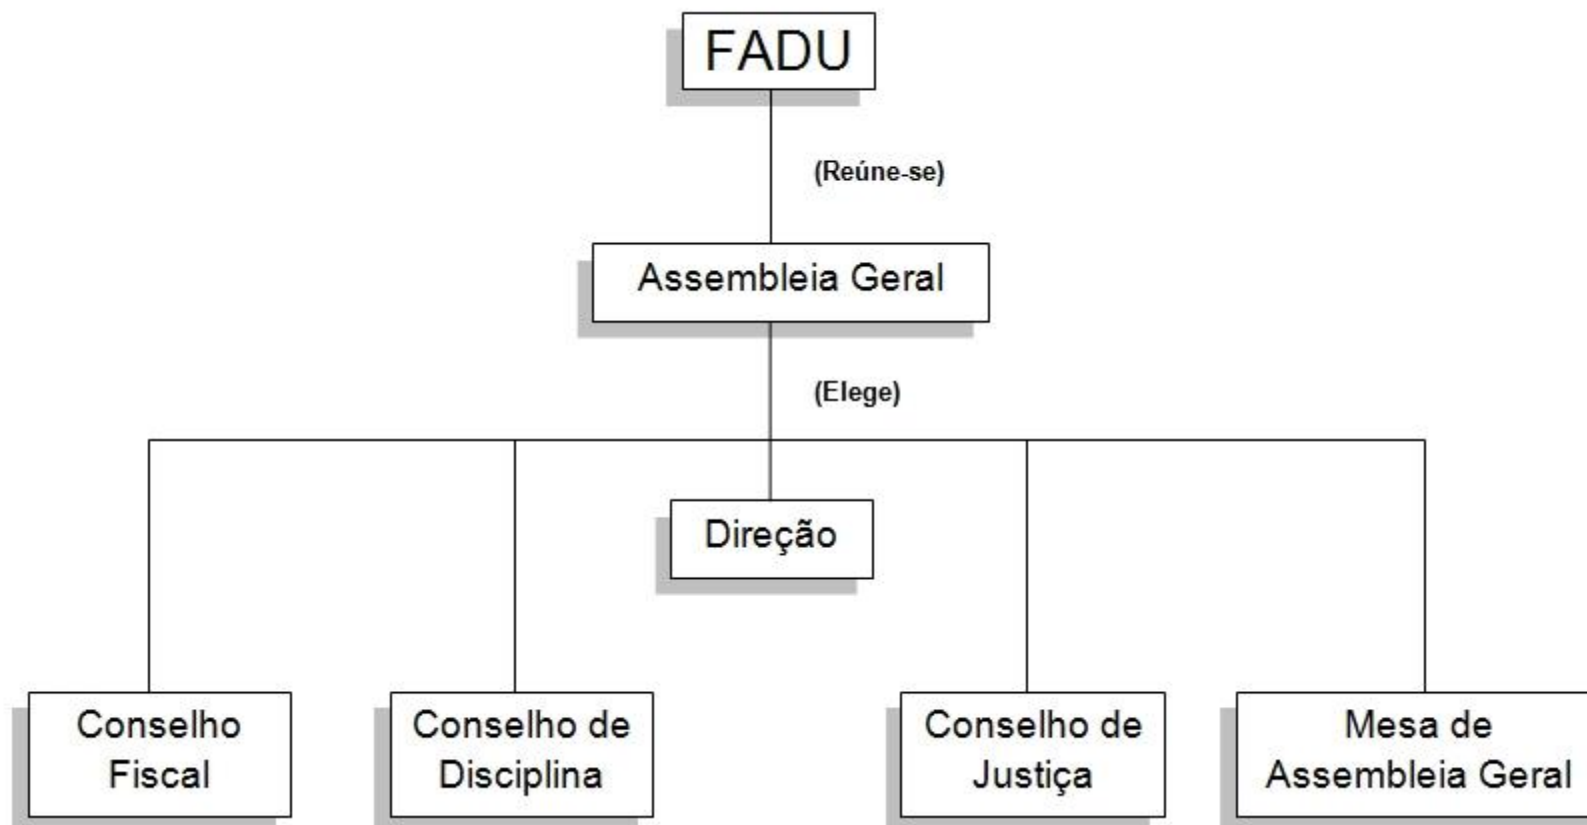 FADU
(Reúne-se)
Assembleia Geral
(Elege)
Direção
Conselho
Fiscal
Conselho de
Disciplina
Conselho de
Justiça
Mesa de
Assembleia Geral